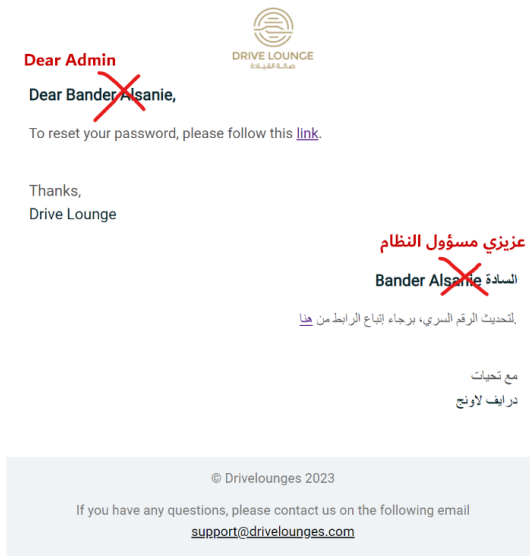 DRIVE LOUNGE
صالة القيادة
Dear Admin
Dear Bander Alsanie,
To reset your password, please follow this link.
Thanks,
Drive Lounge
عزيزي مسؤول النظام
السادة Bander Alsanie
لتحديث الرقم السري، برجاء إتباع الرابط من هنا.
مع تحيات
درايف لاونج
© Drivelounges 2023
If you have any questions, please contact us on the following email
support@drivelounges.com